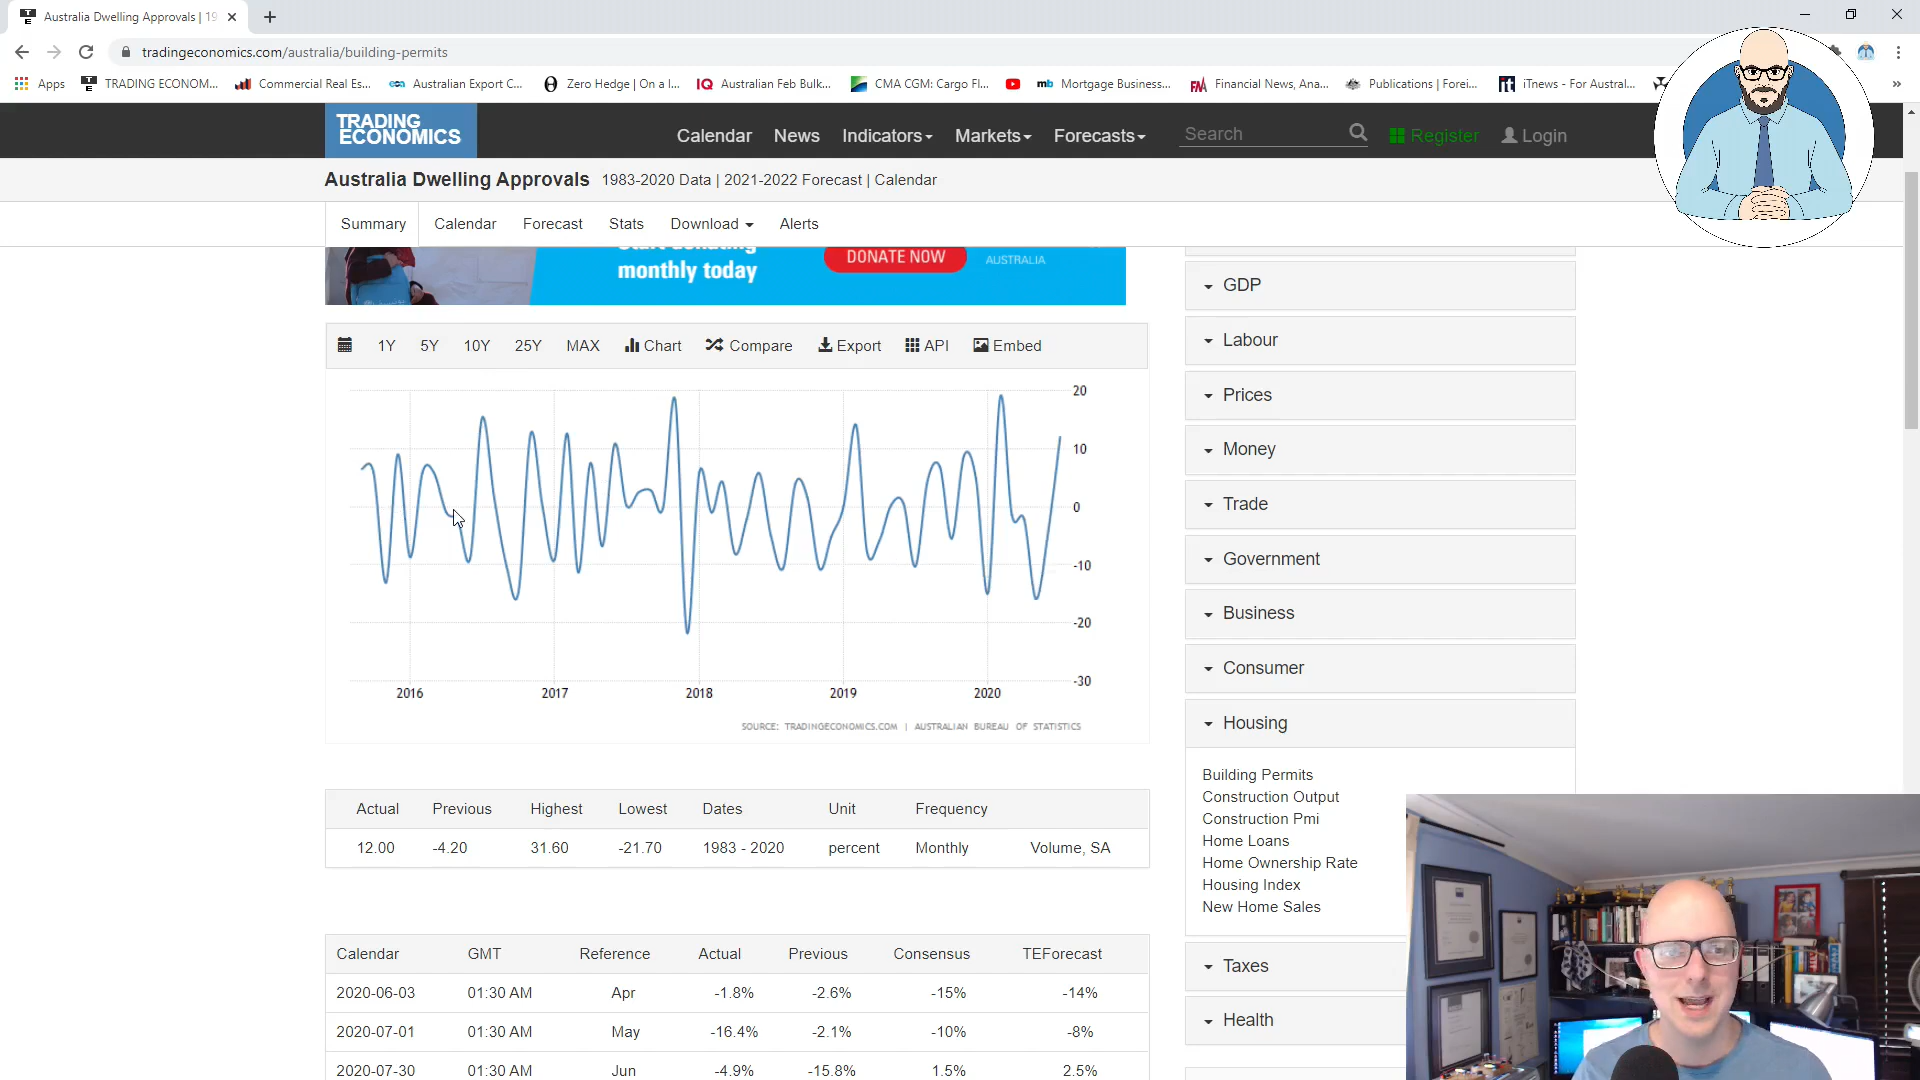 Australia Dwelling Approvals | 19
tradingeconomics.com/australia/building-permits
Apps TRADING ECONOM... Commercial Real Es... Australian Export C... Zero Hedge | On a l... IQ Australian Feb Bulk... CMA CGM: Cargo Fl... mb Mortgage Business... FM Financial News, Ana... Publications | Forei... it iTnews - For Austral... »
TRADING
ECONOMICS
Calendar News Indicators Markets Forecasts Search Register Login
Australia Dwelling Approvals 1983-2020 Data | 2021-2022 Forecast | Calendar
Summary Calendar Forecast Stats Download Alerts
monthly today
DONATE NOW
AUSTRALIA
1Y 5Y 10Y 25Y MAX Chart Compare Export API Embed
20
10
0
-10
-20
-30
2016 2017 2018 2019 2020
SOURCE: TRADINGECONOMICS.COM | AUSTRALIAN BUREAU OF STATISTICS
Actual Previous Highest Lowest Dates Unit Frequency
12.00 -4.20 31.60 -21.70 1983 - 2020 percent Monthly Volume, SA
Calendar GMT Reference Actual Previous Consensus TEForecast
2020-06-03 01:30 AM Apr -1.8% -2.6% -15% -14%
2020-07-01 01:30 AM May -16.4% -2.1% -10% -8%
2020-07-30 01:30 AM Jun -4.9% -15.8% 1.5% 2.5%
GDP
Labour
Prices
Money
Trade
Government
Business
Consumer
Housing
Building Permits
Construction Output
Construction Pmi
Home Loans
Home Ownership Rate
Housing Index
New Home Sales
Taxes
Health